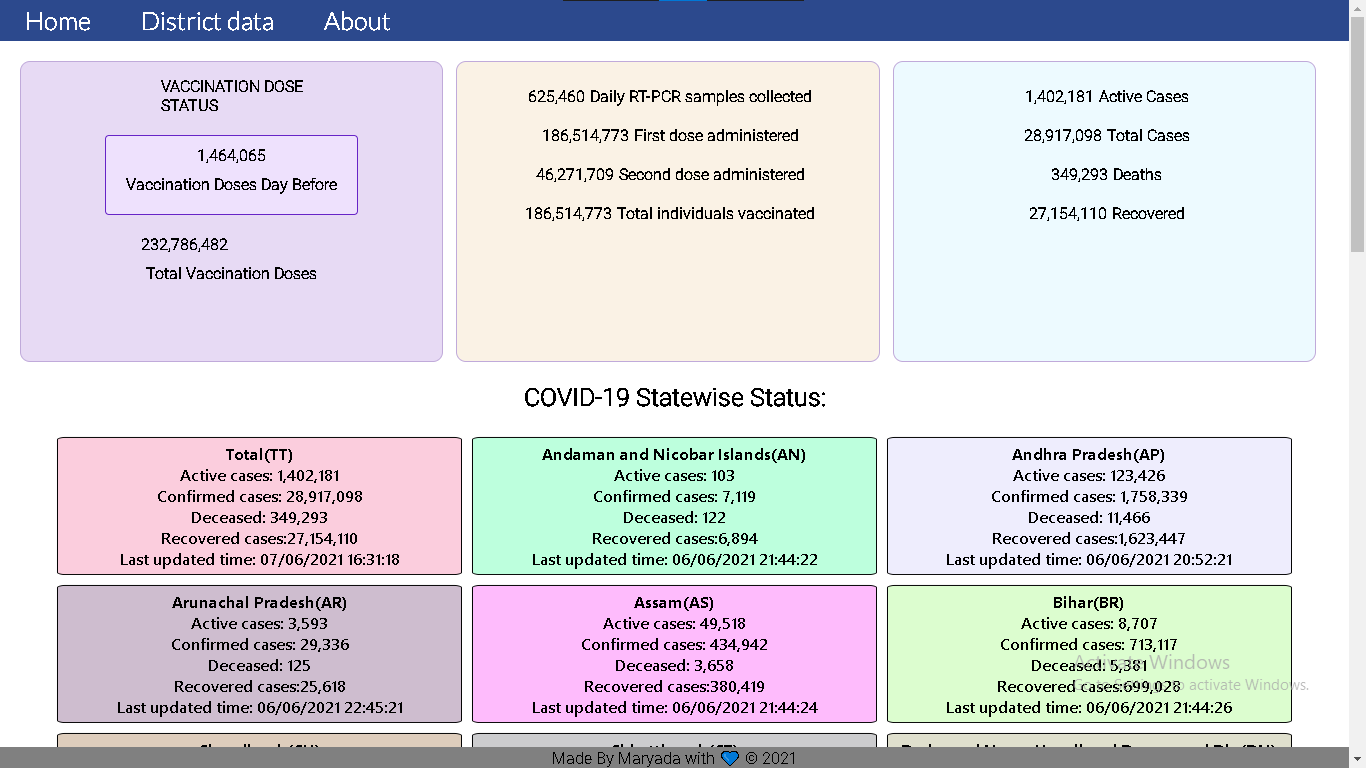 Home District data About
VACCINATION DOSE
STATUS
1,464,065
Vaccination Doses Day Before
232,786,482
Total Vaccination Doses
625,460 Daily RT-PCR samples collected
186,514,773 First dose administered
46,271,709 Second dose administered
186,514,773 Total individuals vaccinated
1,402,181 Active Cases
28,917,098 Total Cases
349,293 Deaths
27,154,110 Recovered
COVID-19 Statewise Status:
Total(TT)
Active cases: 1,402,181
Confirmed cases: 28,917,098
Deceased: 349,293
Recovered cases:27,154,110
Last updated time: 07/06/2021 16:31:18
Andaman and Nicobar Islands(AN)
Active cases: 103
Confirmed cases: 7,119
Deceased: 122
Recovered cases:6,894
Last updated time: 06/06/2021 21:44:22
Andhra Pradesh(AP)
Active cases: 123,426
Confirmed cases: 1,758,339
Deceased: 11,466
Recovered cases:1,623,447
Last updated time: 06/06/2021 20:52:21
Arunachal Pradesh(AR)
Active cases: 3,593
Confirmed cases: 29,336
Deceased: 125
Recovered cases:25,618
Last updated time: 06/06/2021 22:45:21
Assam(AS)
Active cases: 49,518
Confirmed cases: 434,942
Deceased: 3,658
Recovered cases:380,419
Last updated time: 06/06/2021 21:44:24
Bihar(BR)
Active cases: 8,707
Confirmed cases: 713,117
Deceased: 5,381
Recovered cases:699,028
Last updated time: 06/06/2021 21:44:26
Activate Windows
Go to Settings to activate Windows.
Made By Maryada with 💙 © 2021